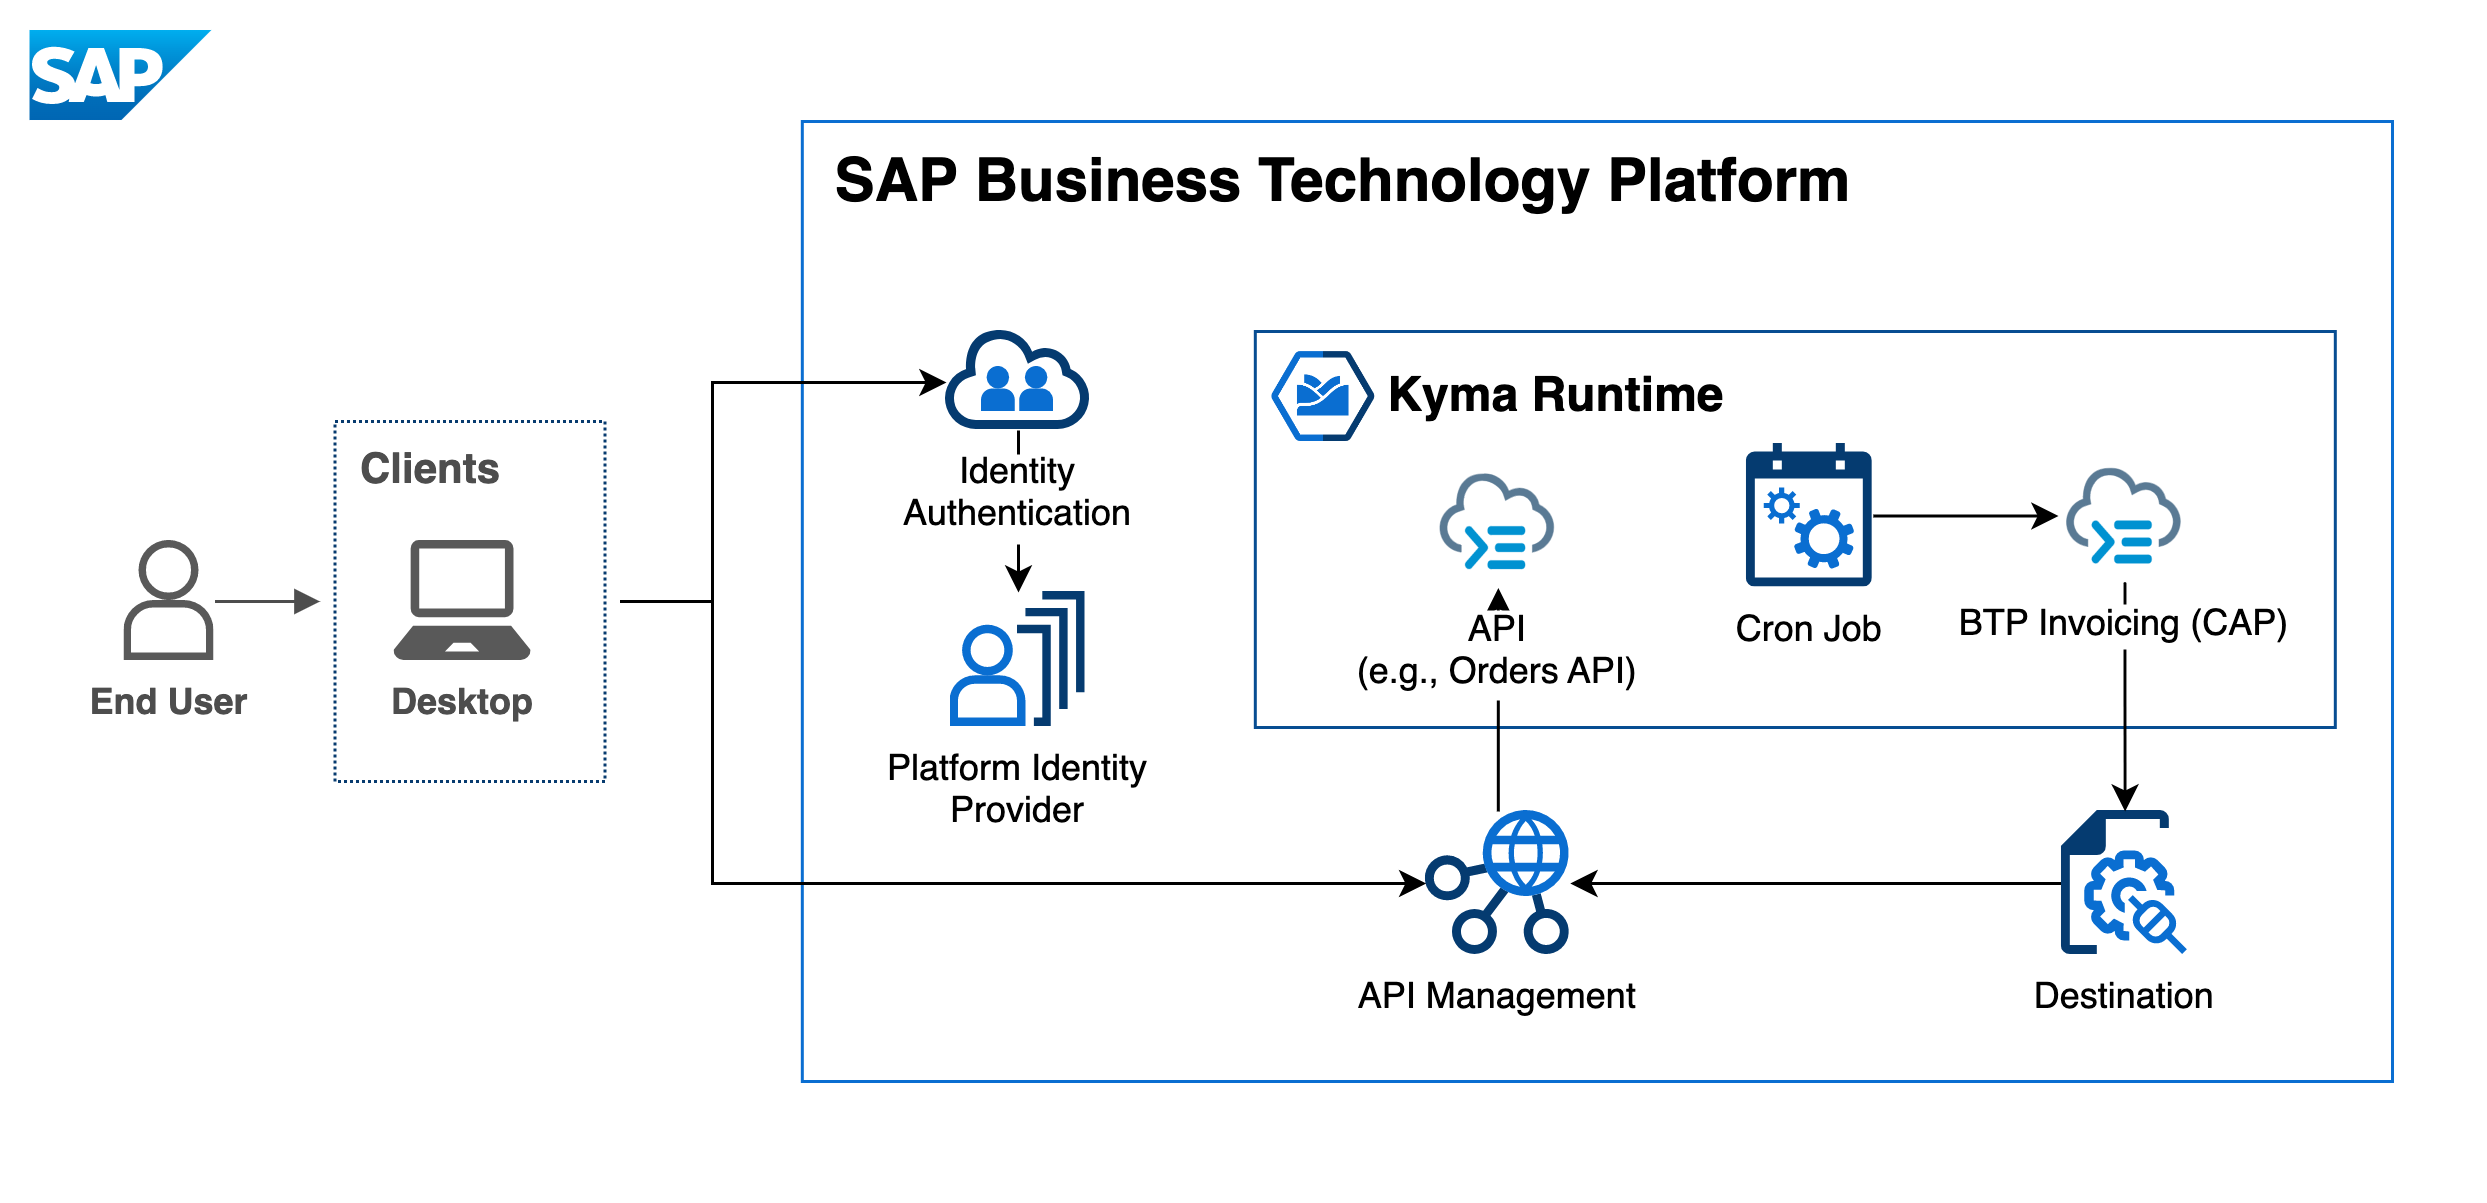 SAP
SAP Business Technology Platform
Kyma Runtime
Clients
Identity
Authentication
End User
Desktop
API
(e.g., Orders API)
Cron Job
BTP Invoicing (CAP)
Platform Identity
Provider
API Management
Destination